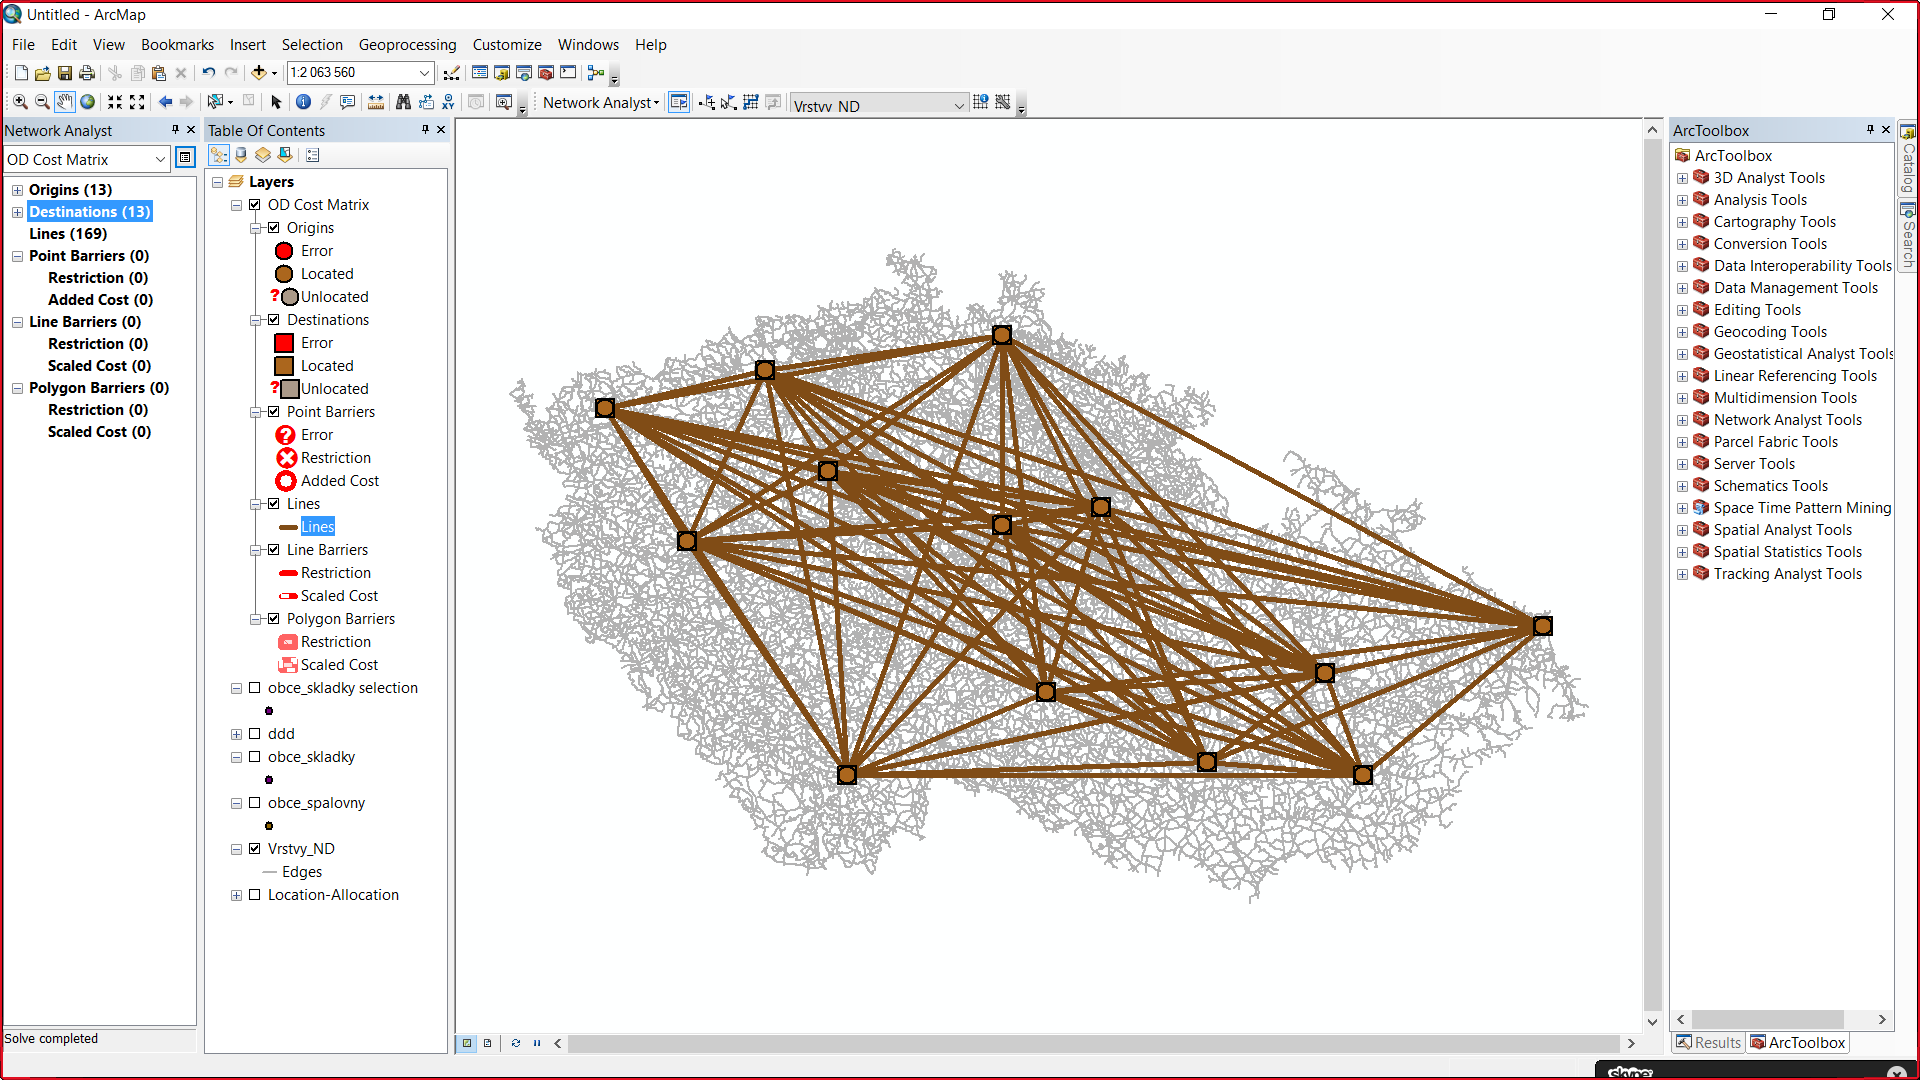 Untitled - ArcMap
File Edit View Bookmarks Insert Selection Geoprocessing Customize Windows Help
1:2 063 560
Network Analyst
Vrstvy_ND
Network Analyst
OD Cost Matrix
Origins (13)
Destinations (13)
Lines (169)
Point Barriers (0)
Restriction (0)
Added Cost (0)
Line Barriers (0)
Restriction (0)
Scaled Cost (0)
Polygon Barriers (0)
Restriction (0)
Scaled Cost (0)
Solve completed
Table Of Contents
Layers
OD Cost Matrix
Origins
Error
Located
? Unlocated
Destinations
Error
Located
? Unlocated
Point Barriers
? Error
Restriction
Added Cost
Lines
Lines
Line Barriers
Restriction
Scaled Cost
Polygon Barriers
Restriction
Scaled Cost
obce_skladky selection
ddd
obce_skladky
obce_spalovny
Vrstvy_ND
Edges
Location-Allocation
ArcToolbox
ArcToolbox
3D Analyst Tools
Analysis Tools
Cartography Tools
Conversion Tools
Data Interoperability Tools
Data Management Tools
Editing Tools
Geocoding Tools
Geostatistical Analyst Tools
Linear Referencing Tools
Multidimension Tools
Network Analyst Tools
Parcel Fabric Tools
Server Tools
Schematics Tools
Space Time Pattern Mining
Spatial Analyst Tools
Spatial Statistics Tools
Tracking Analyst Tools
Results ArcToolbox
Catalog
Search
skype